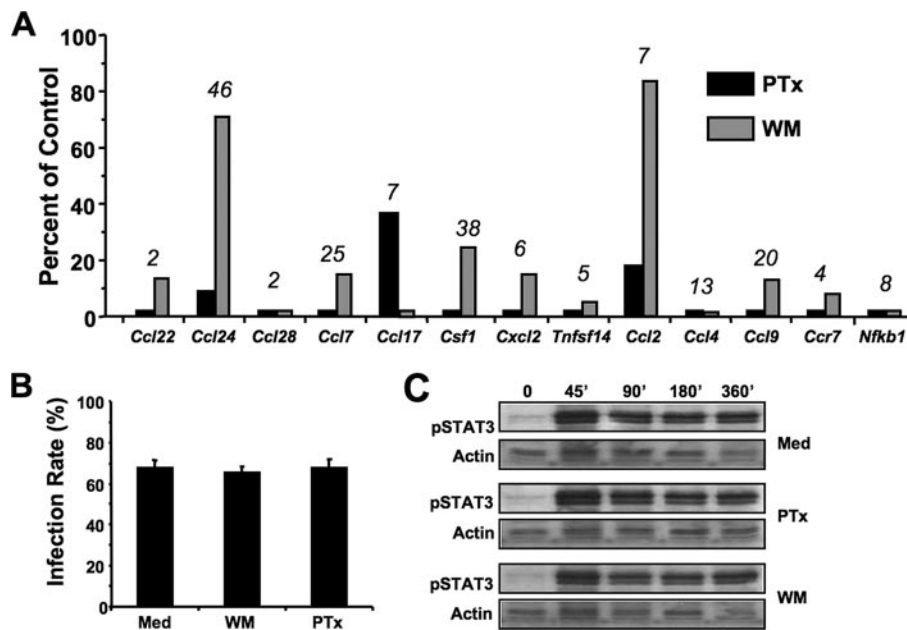 A
Percent of Control
100
80
60
40
20
0
2
46
2
25
7
38
6
5
7
13
20
4
8
PTx
WM
Ccl22 Ccl24 Ccl28 Ccl7 Ccl17 Csf1 Cxcl2 Tnfsf14 Ccl2 Ccl4 Ccl9 Ccr7 Nfkb1
B
Infection Rate (%)
100
80
60
40
20
0
Med WM PTx
C
0 45' 90' 180' 360'
pSTAT3
Actin
Med
pSTAT3
Actin
PTx
pSTAT3
Actin
WM